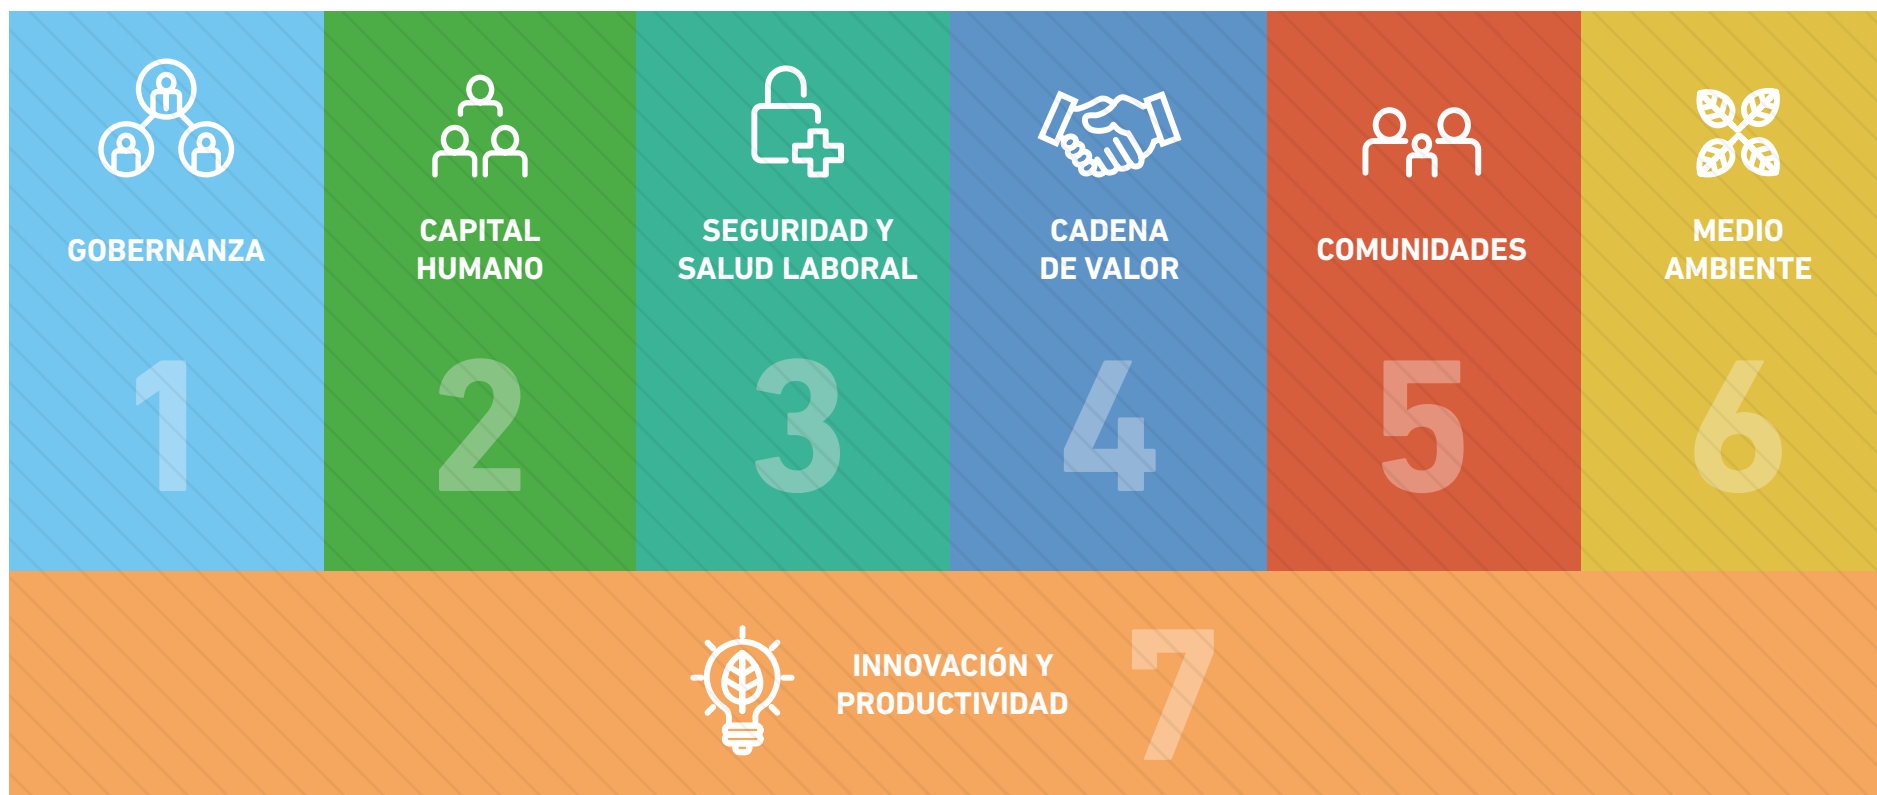 GOBERNANZA
1
CAPITAL
HUMANO
2
SEGURIDAD Y
SALUD LABORAL
3
CADENA
DE VALOR
4
COMUNIDADES
5
MEDIO
AMBIENTE
6
INNOVACIÓN Y
PRODUCTIVIDAD
7